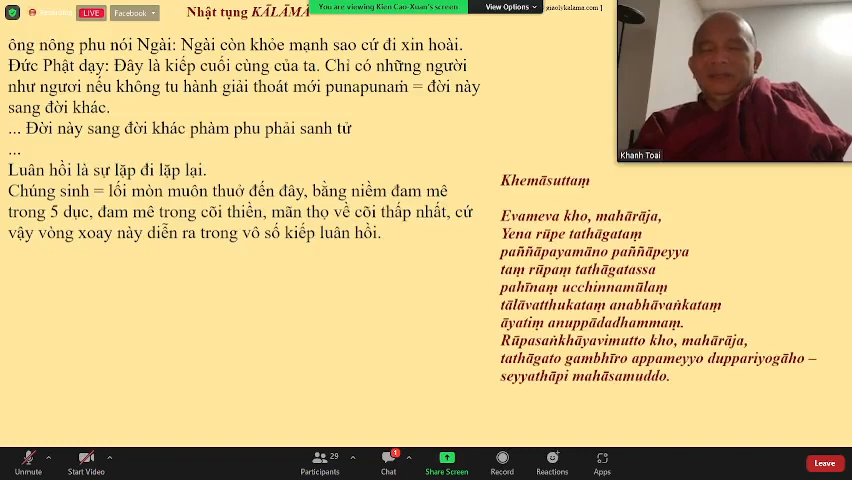 Nhật tụng KĀLĀMA
You are viewing Kien Cao-Xuan's screen
View Options
LIVE
Facebook
ông nông phu nói Ngài: Ngài còn khỏe mạnh sao cứ đi xin hoài.
Đức Phật dạy: Đây là kiếp cuối cùng của ta. Chỉ có những người
như ngươi nếu không tu hành giải thoát mới punapunaṁ = đời này
sang đời khác.
... Đời này sang đời khác phàm phu phải sanh tử
...
Luân hồi là sự lặp đi lặp lại.
Chúng sinh = lối mòn muôn thuở đến đây, bằng niềm đam mê
trong 5 dục, đam mê trong cõi thiền, mãn thọ về cõi thấp nhất, cứ
vậy vòng xoay này diễn ra trong vô số kiếp luân hồi.
Khanh Toai
Khemāsuttaṃ
Evameva kho, mahārāja,
Yena rūpe tathāgataṃ
paññāpayamāno paññāpeyya
taṃ rūpaṃ tathāgatassa
pahīnaṃ ucchinnamūlaṃ
tālāvatthukataṃ anabhāvaṅkataṃ
āyatiṃ anuppādadhammaṃ.
Rūpasaṅkhāyavimutto kho, mahārāja,
tathāgato gambhīro appameyyo duppariyogāho –
seyyathāpi mahāsamuddo.
Unmute
Start Video
29
Participants
1
Chat
Share Screen
Record
Reactions
Apps
Leave